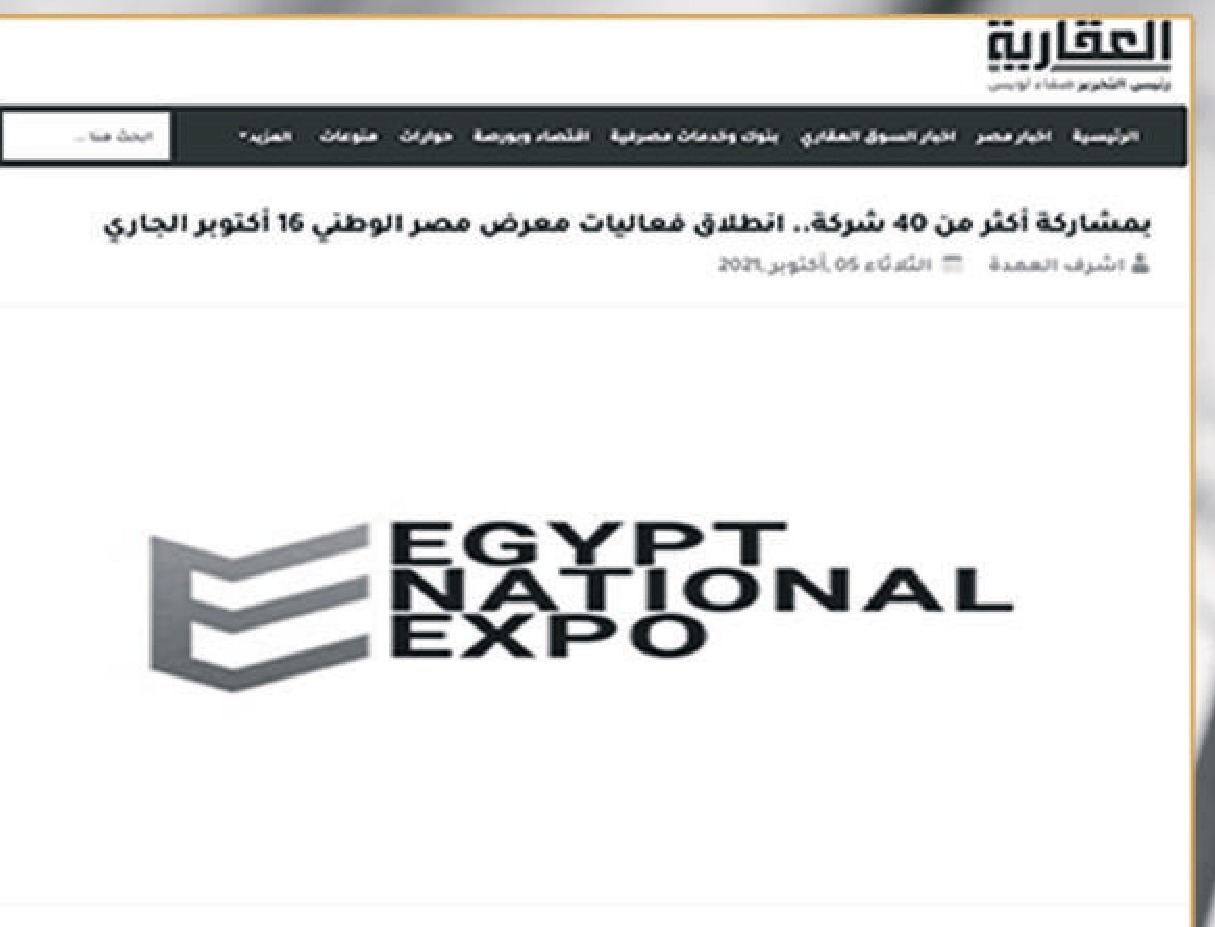 العقارية
رئيس التحرير صفاء لويس
الرئيسية اخبار مصر اخبار السوق العقاري بنوك وخدمات مصرفية اقتصاد وبورصة حوارات منوعات المزيد
ابحث هنا ...
بمشاركة أكثر من 40 شركة.. انطلاق فعاليات معرض مصر الوطني 16 أكتوبر الجاري
اشرف العمدة الثلاثاء 05 أكتوبر 2021
EGYPT
NATIONAL
EXPO